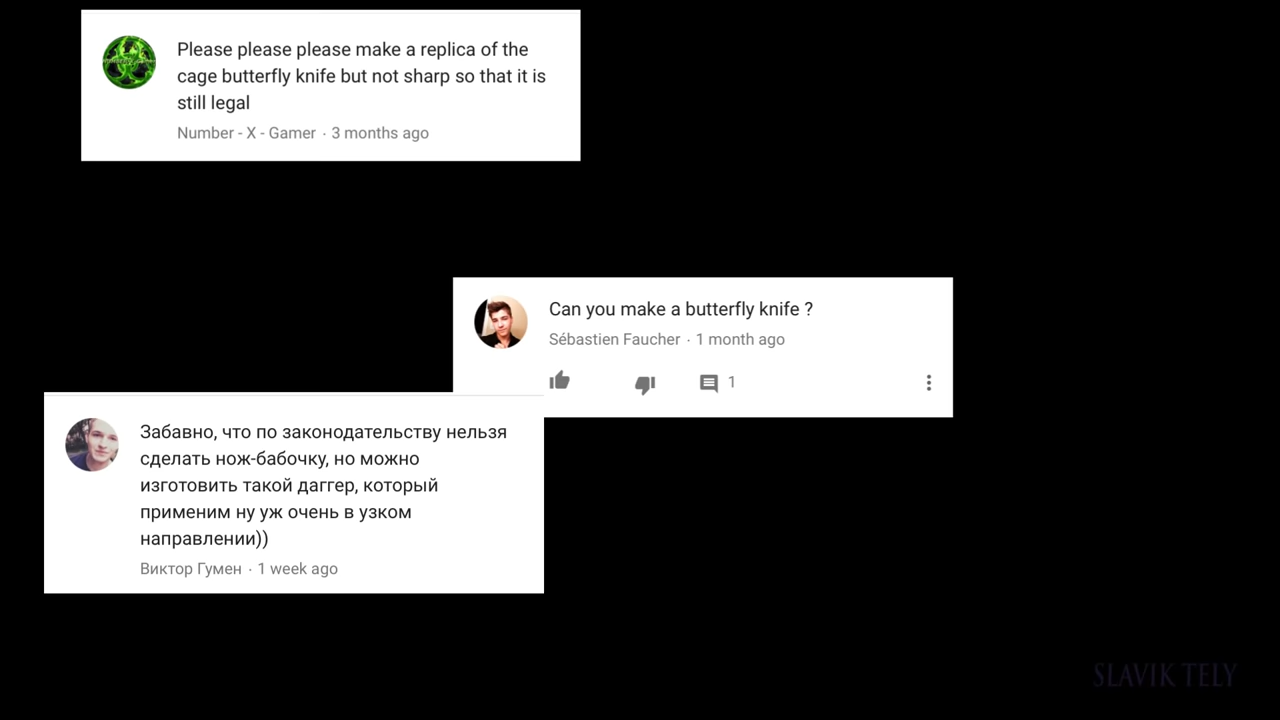 Please please please make a replica of the
cage butterfly knife but not sharp so that it is
still legal
Number - X - Gamer · 3 months ago
Can you make a butterfly knife ?
Sébastien Faucher · 1 month ago
1
Забавно, что по законодательству нельзя
сделать нож-бабочку, но можно
изготовить такой даггер, который
применим ну уж очень в узком
направлении))
Виктор Гумен · 1 week ago
SLAVIK TELY